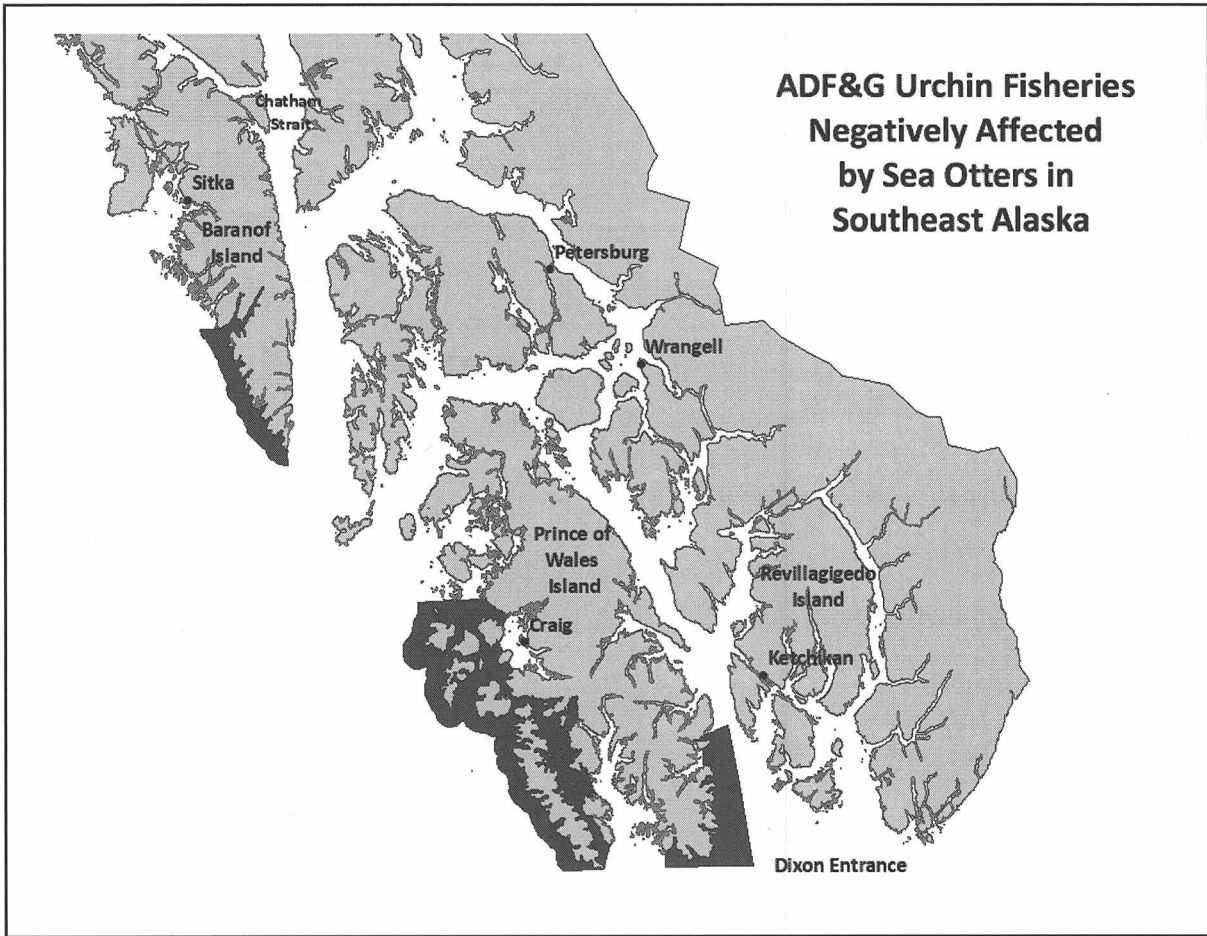 ADF&G Urchin Fisheries
Negatively Affected
by Sea Otters in
Southeast Alaska
Chatham
Strait
Sitka
Baranof
Island
Petersburg
Wrangell
Prince of
Wales
Island
Revillagigedo
Island
Craig
Ketchikan
Dixon Entrance